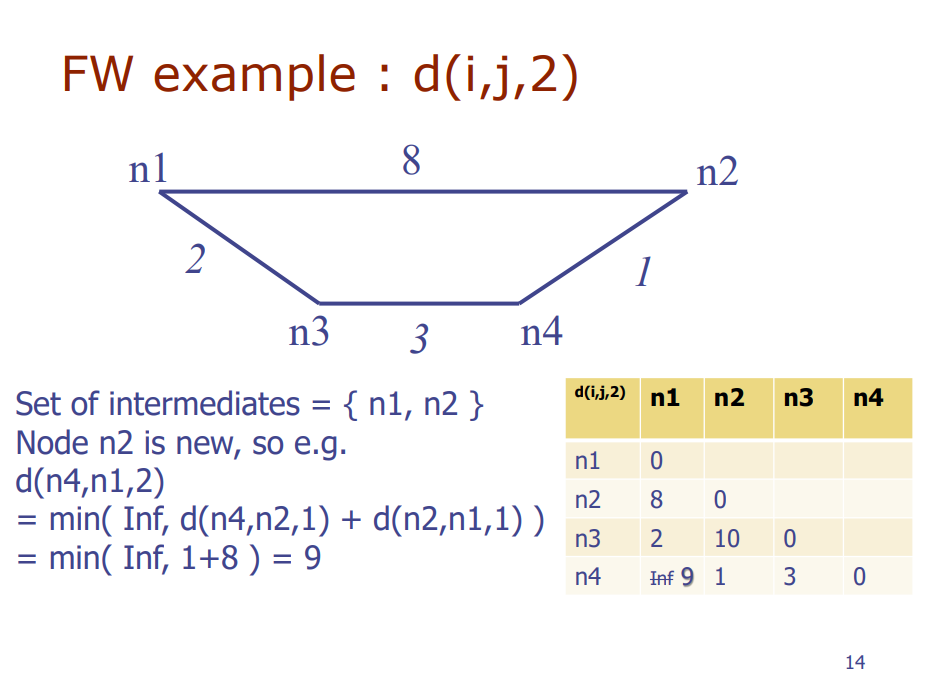 FW example : d(i,j,2)
n1 8 n2
2 1
n3 3 n4
Set of intermediates = { n1, n2 }
Node n2 is new, so e.g.
d(n4,n1,2)
= min( Inf, d(n4,n2,1) + d(n2,n1,1) )
= min( Inf, 1+8 ) = 9
d(i,j,2) n1 n2 n3 n4
n1 0
n2 8 0
n3 2 10 0
n4 Inf 9 1 3 0
14